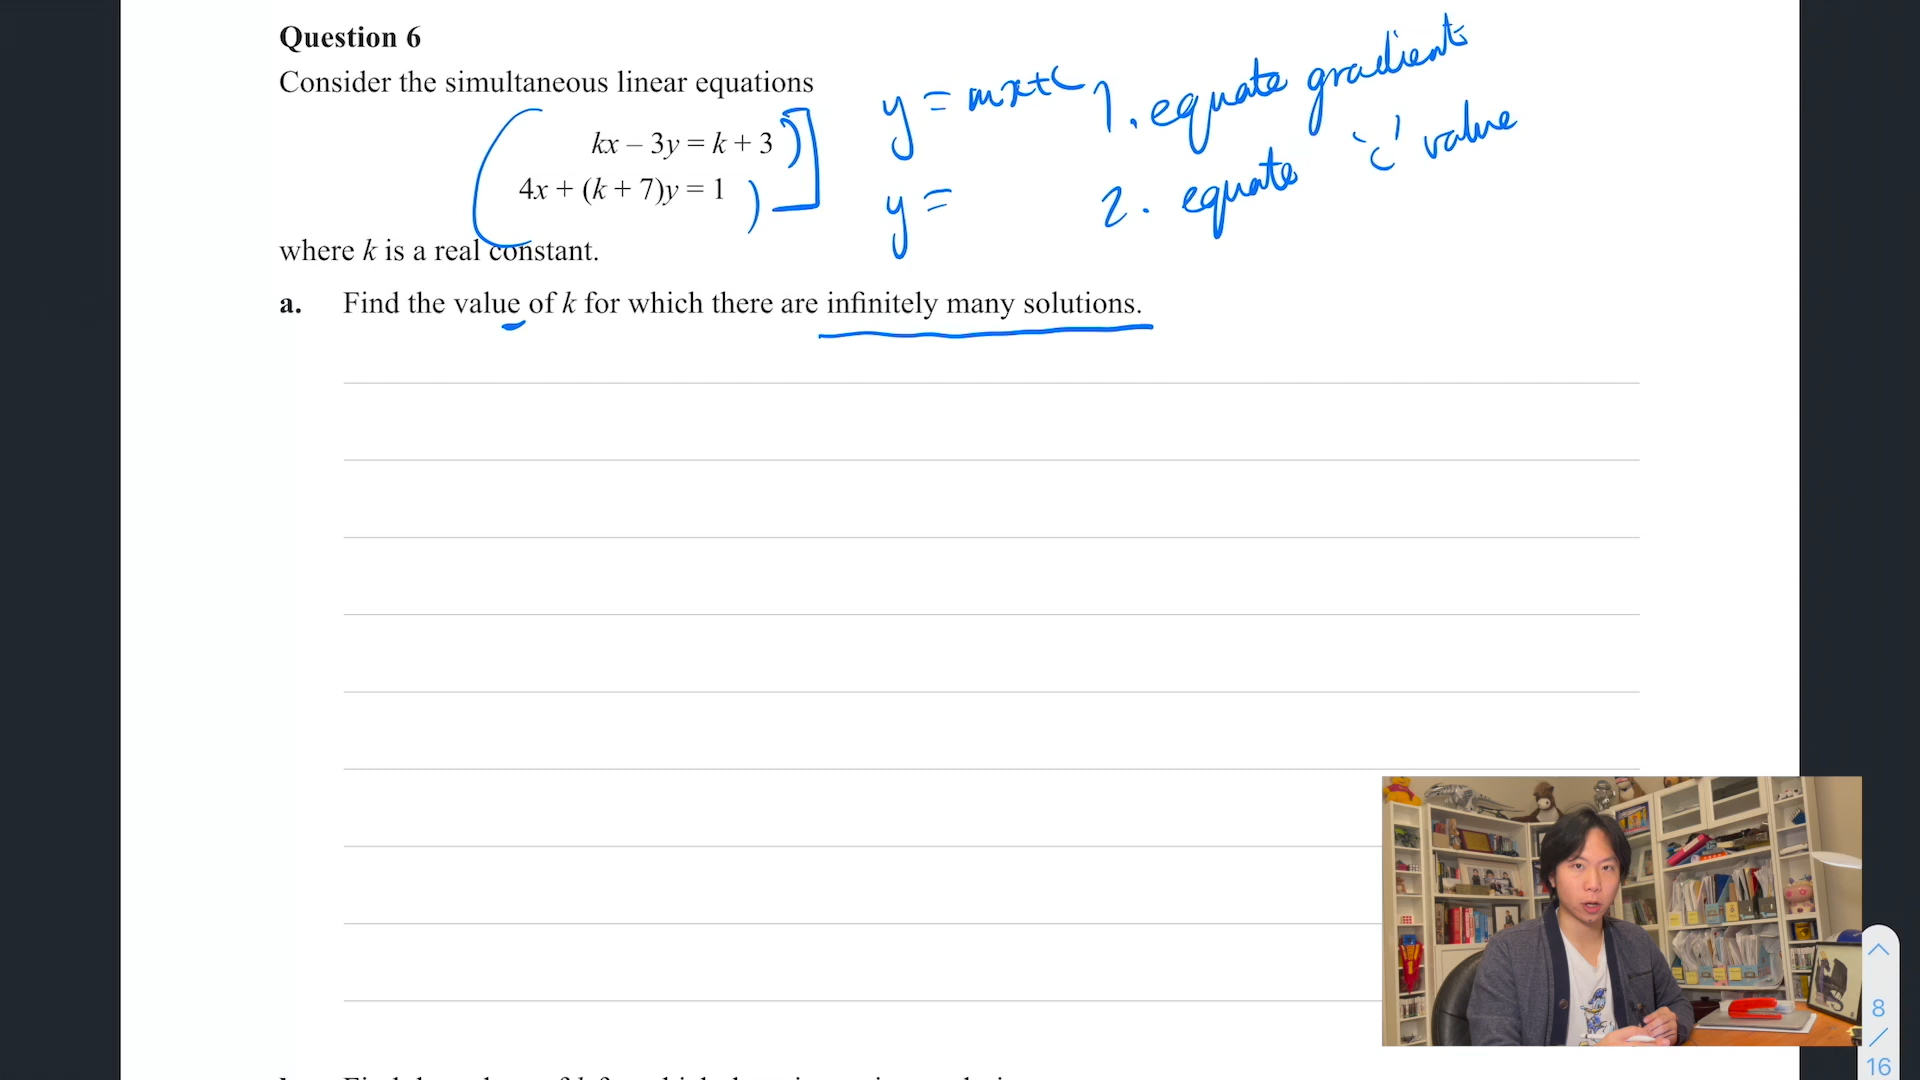 Question 6
Consider the simultaneous linear equations
kx – 3y = k + 3
4x + (k + 7)y = 1
y = mx+c
y =
1. equate gradients
2. equate 'c' value
where k is a real constant.
a. Find the value of k for which there are infinitely many solutions.
8
/
16